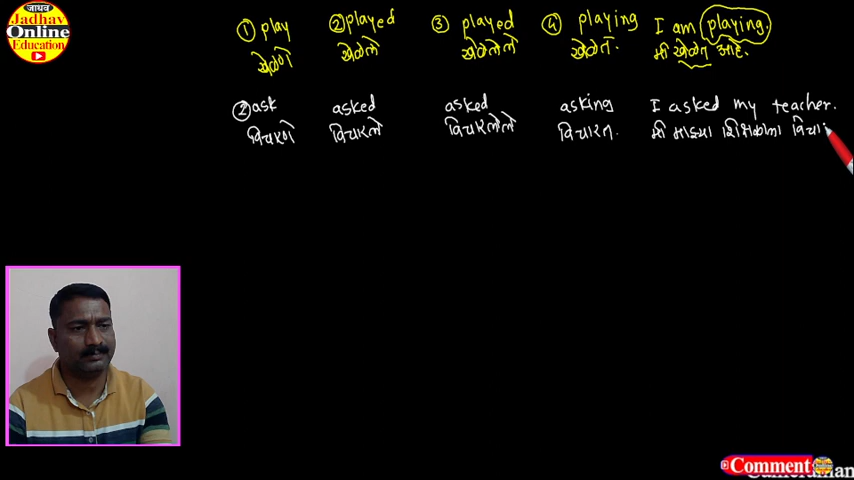 जाधव
Jadhav
Online
Education
① play ② played ③ played ④ playing I am playing.
खेळणे खेळले खेळलेले खेळत. मी खेळत आहे.
② ask asked asked asking I asked my teacher.
विचारणे विचारले विचारलेले विचारत. मी माझ्या शिक्षकांना विचा
Comment